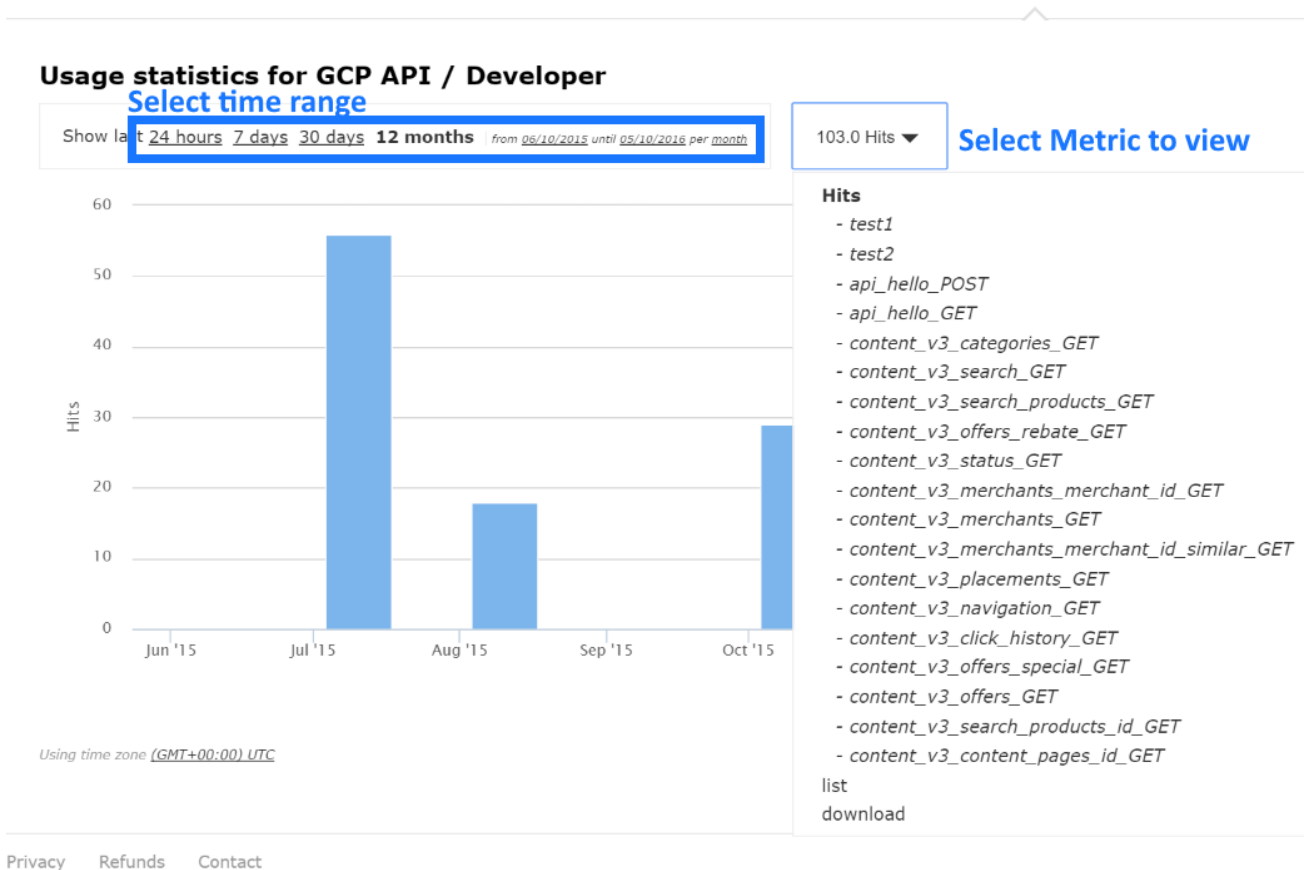 Usage statistics for GCP API / Developer
Select time range
Show last 24 hours 7 days 30 days 12 months from 06/10/2015 until 05/10/2016 per month
103.0 Hits
Select Metric to view
60
50
40
30
20
10
0
Hits
Jun '15 Jul '15 Aug '15 Sep '15 Oct '15
Hits
- test1
- test2
- api_hello_POST
- api_hello_GET
- content_v3_categories_GET
- content_v3_search_GET
- content_v3_search_products_GET
- content_v3_offers_rebate_GET
- content_v3_status_GET
- content_v3_merchants_merchant_id_GET
- content_v3_merchants_GET
- content_v3_merchants_merchant_id_similar_GET
- content_v3_placements_GET
- content_v3_navigation_GET
- content_v3_click_history_GET
- content_v3_offers_special_GET
- content_v3_offers_GET
- content_v3_search_products_id_GET
- content_v3_content_pages_id_GET
list
download
Using time zone (GMT+00:00) UTC
Privacy Refunds Contact